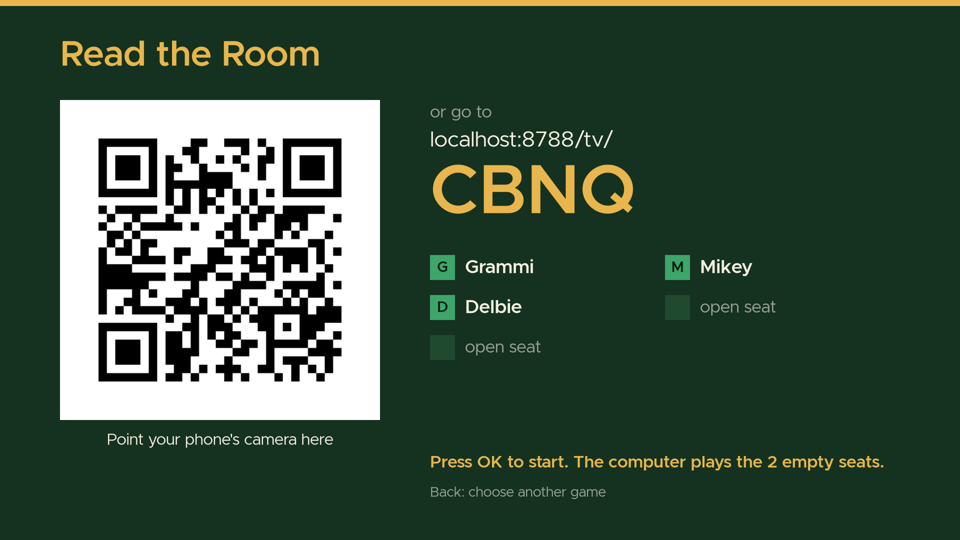 Read the Room
or go to
localhost:8788/tv/
CBNQ
G Grammi
M Mikey
D Delbie
open seat
open seat
Point your phone's camera here
Press OK to start. The computer plays the 2 empty seats.
Back: choose another game